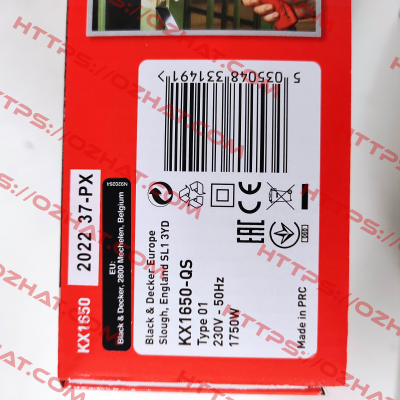 KX1650
2022 37-PX
EU:
Black & Decker, 2800 Mechelen, Belgium
N920264
5 035048 331491 >
Black & Decker Europe
Slough, England SL1 3YD
KX1650-QS
Type 01
230V - 50Hz
1750W
Made in PRC
HTTPS://OZHAT.COM